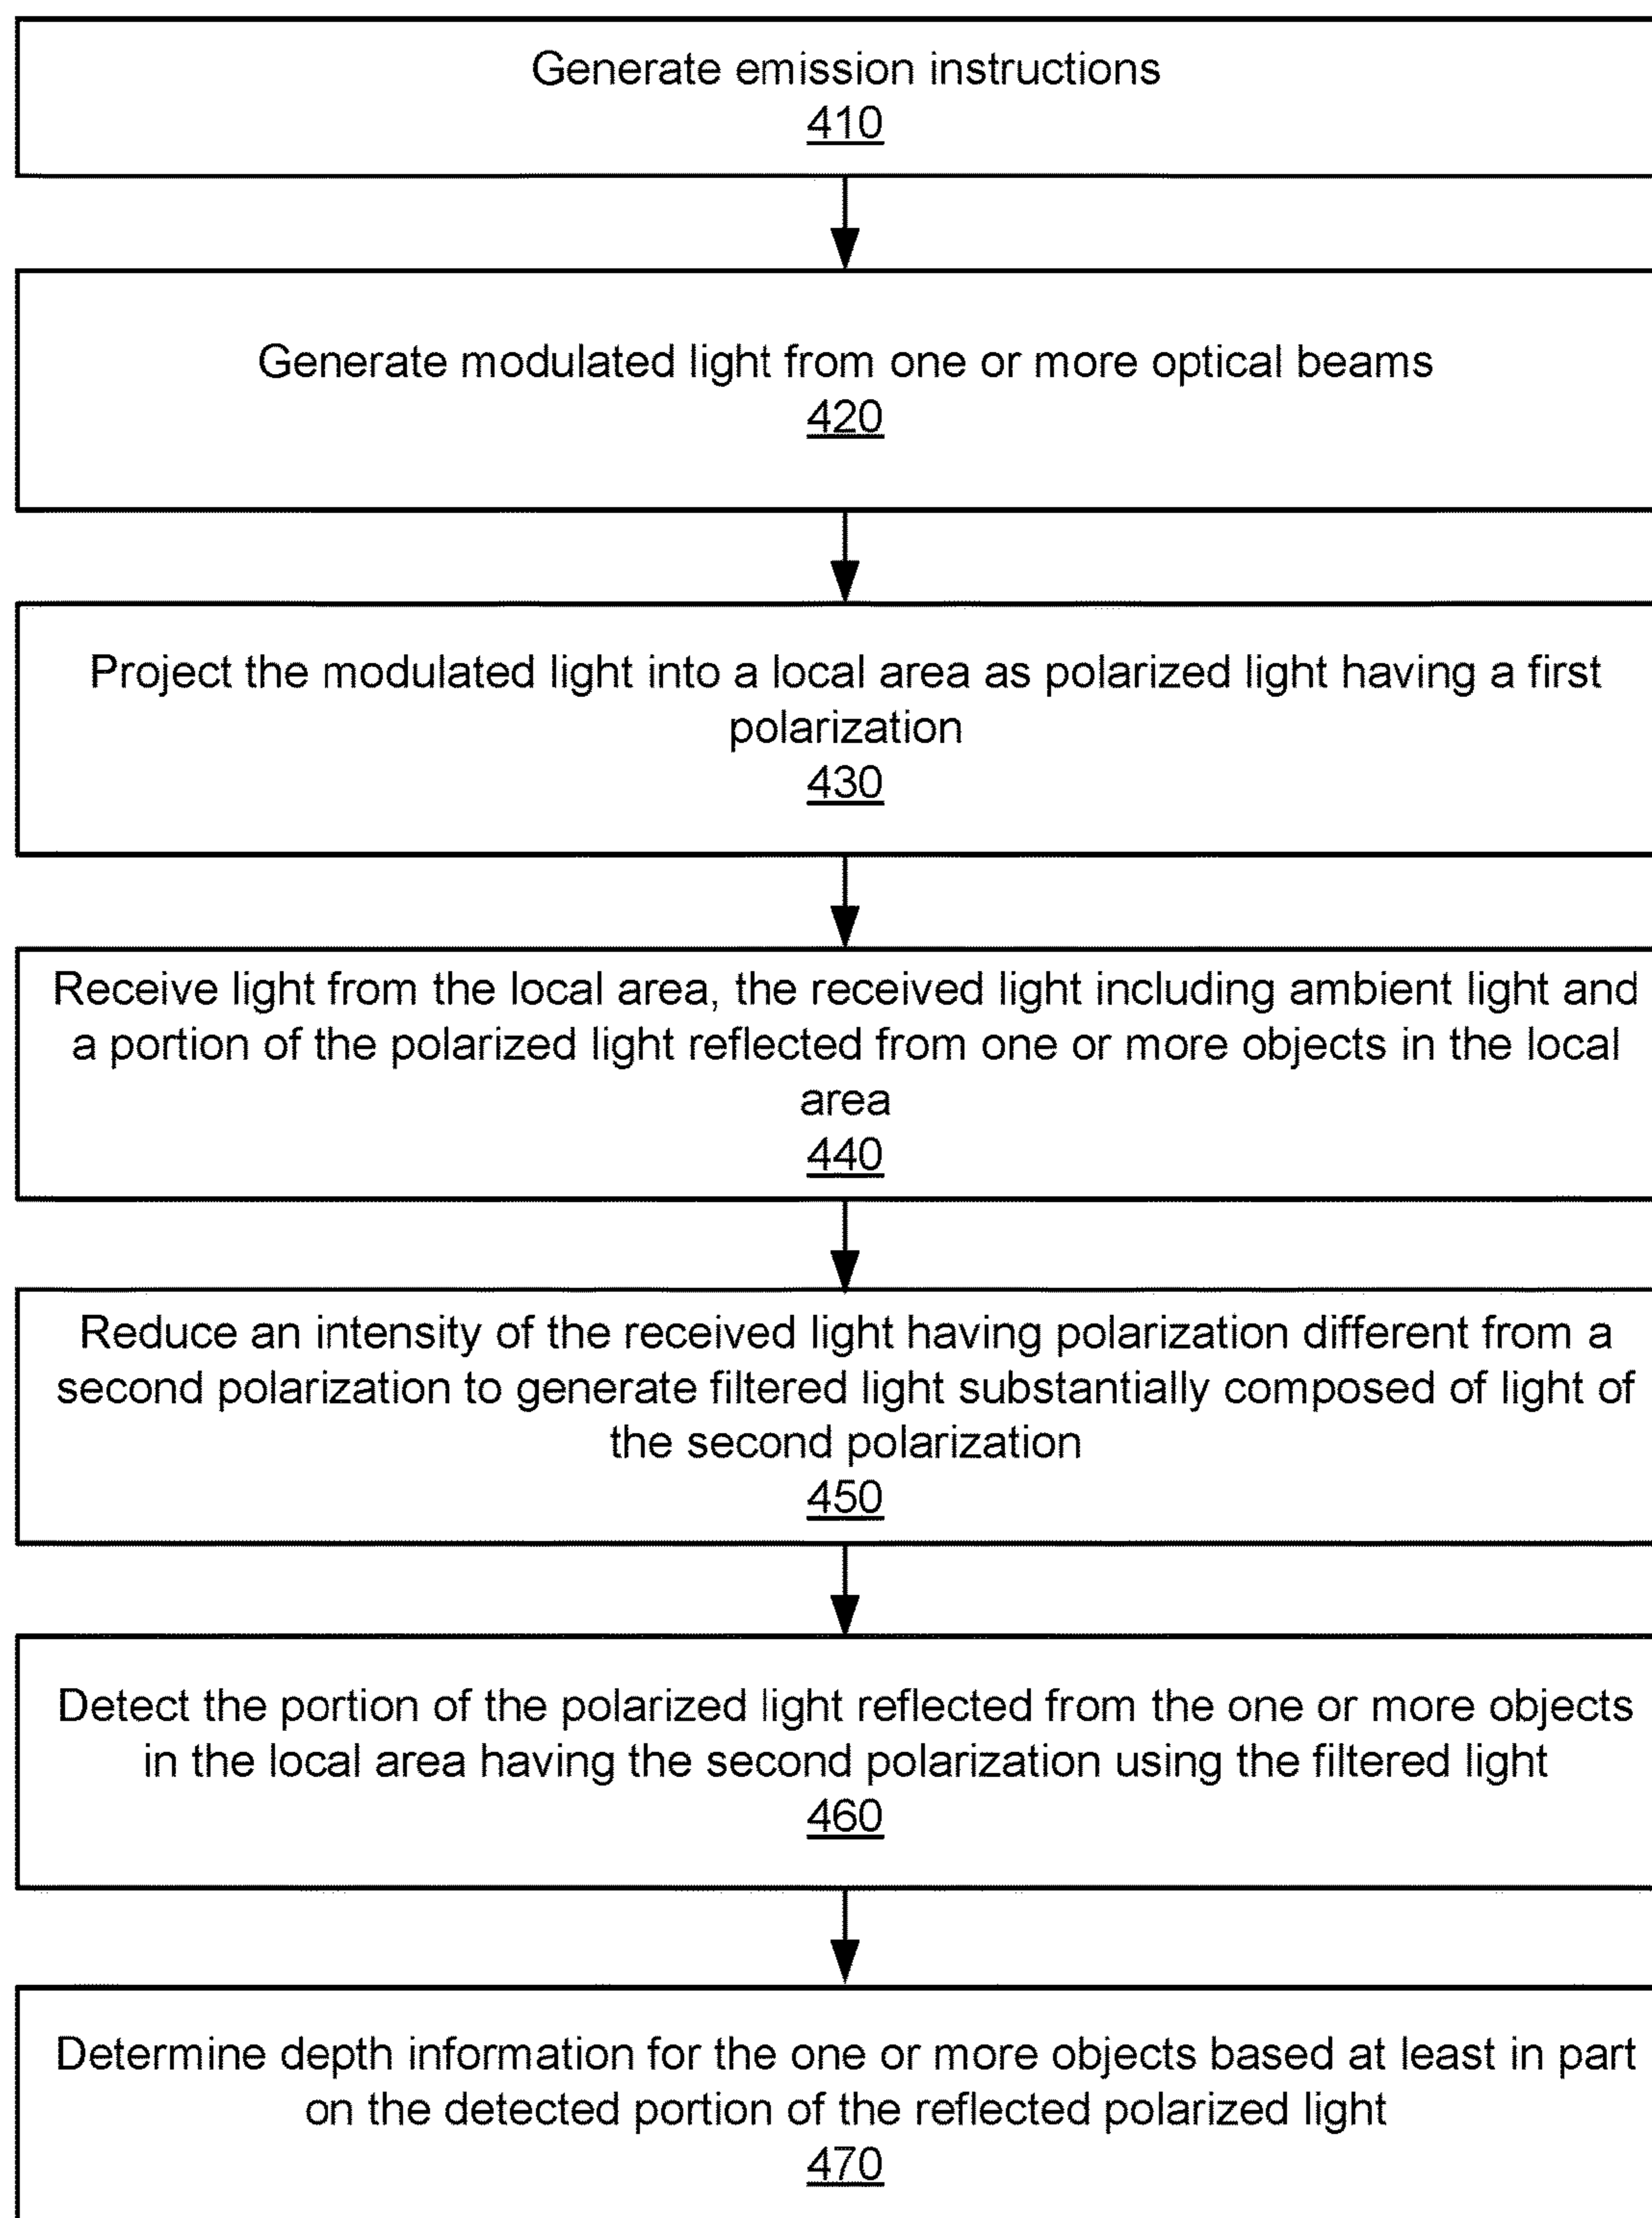 Generate emission instructions
410
Generate modulated light from one or more optical beams
420
Project the modulated light into a local area as polarized light having a first
polarization
430
Receive light from the local area, the received light including ambient light and
a portion of the polarized light reflected from one or more objects in the local
area
440
Reduce an intensity of the received light having polarization different from a
second polarization to generate filtered light substantially composed of light of
the second polarization
450
Detect the portion of the polarized light reflected from the one or more objects
in the local area having the second polarization using the filtered light
460
Determine depth information for the one or more objects based at least in part
on the detected portion of the reflected polarized light
470